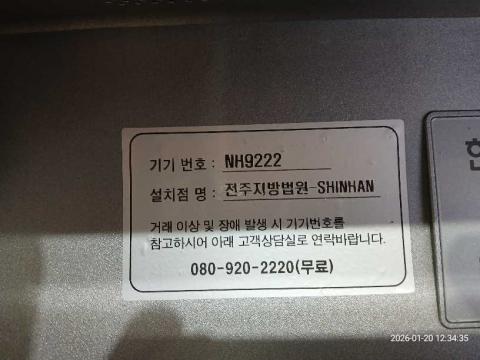 기기 번호 : NH9222
설치점 명 : 전주지방법원-SHINHAN
거래 이상 및 장애 발생 시 기기번호를
참고하시어 아래 고객상담실로 연락바랍니다.
080-920-2220(무료)
2026-01-20 12:34:35